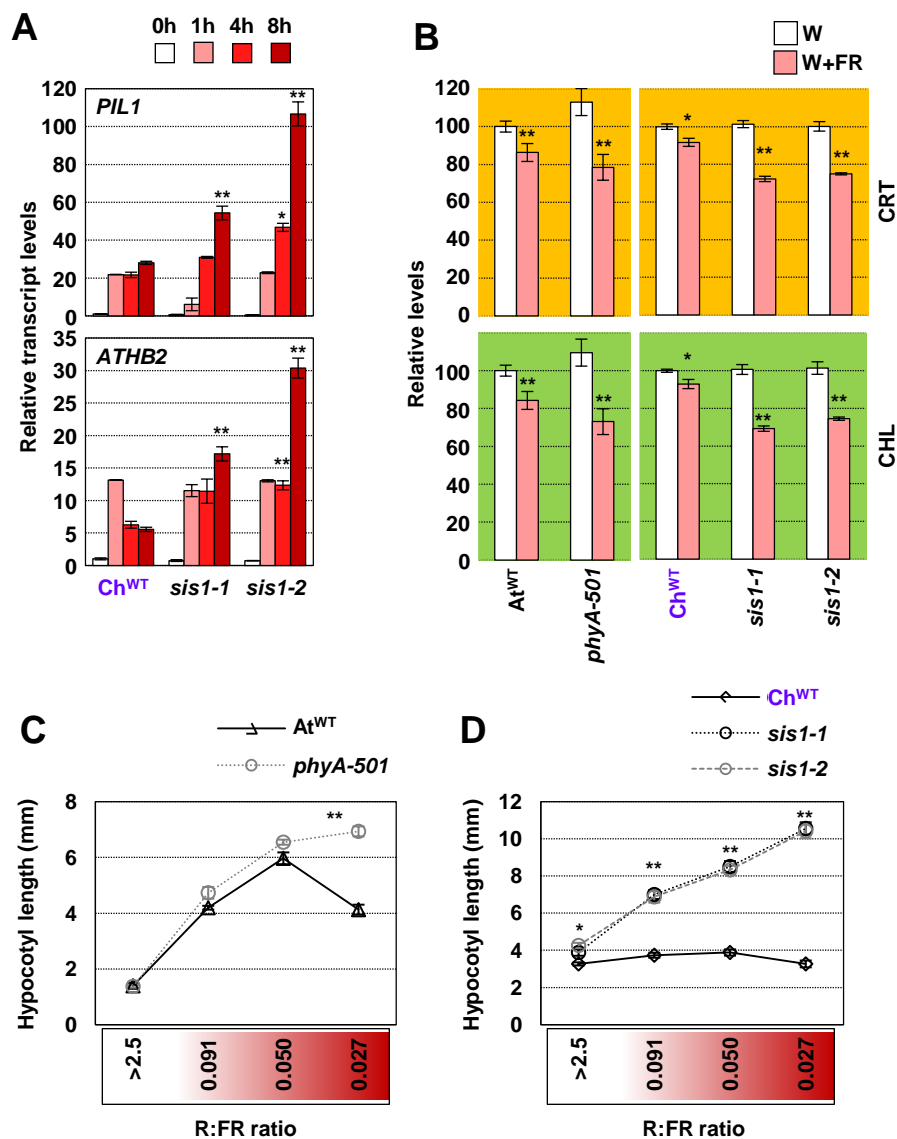 A
0h 1h 4h 8h
PIL1
120
100
80
60
40
20
0
** ** * 
ATHB2
35
30
25
20
15
10
5
0
** ** **
Relative transcript levels
ChWT sis1-1 sis1-2
B
W
W+FR
120
100
80
60
40
20
0
** ** * ** **
CRT
100
80
60
40
20
0
** ** * ** **
CHL
Relative levels
AtWT phyA-501 ChWT sis1-1 sis1-2
C
AtWT
phyA-501
Hypocotyl length (mm)
8
6
4
2
0
**
>2.5 0.091 0.050 0.027
R:FR ratio
D
ChWT
sis1-1
sis1-2
Hypocotyl length (mm)
12
10
8
6
4
2
0
* ** ** **
>2.5 0.091 0.050 0.027
R:FR ratio